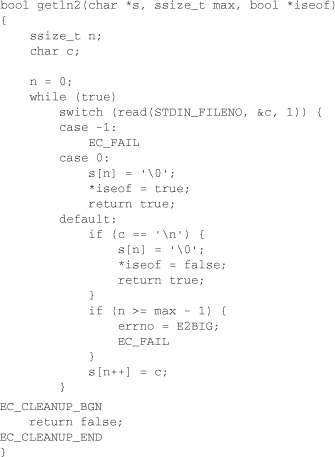 bool getln2(char *s, ssize_t max, bool *iseof)
{
    ssize_t n;
    char c;

    n = 0;
    while (true)
        switch (read(STDIN_FILENO, &c, 1)) {
        case -1:
            EC_FAIL
        case 0:
            s[n] = '\0';
            *iseof = true;
            return true;
        default:
            if (c == '\n') {
                s[n] = '\0';
                *iseof = false;
                return true;
            }
            if (n >= max - 1) {
                errno = E2BIG;
                EC_FAIL
            }
            s[n++] = c;
        }
EC_CLEANUP_BGN
    return false;
EC_CLEANUP_END
}